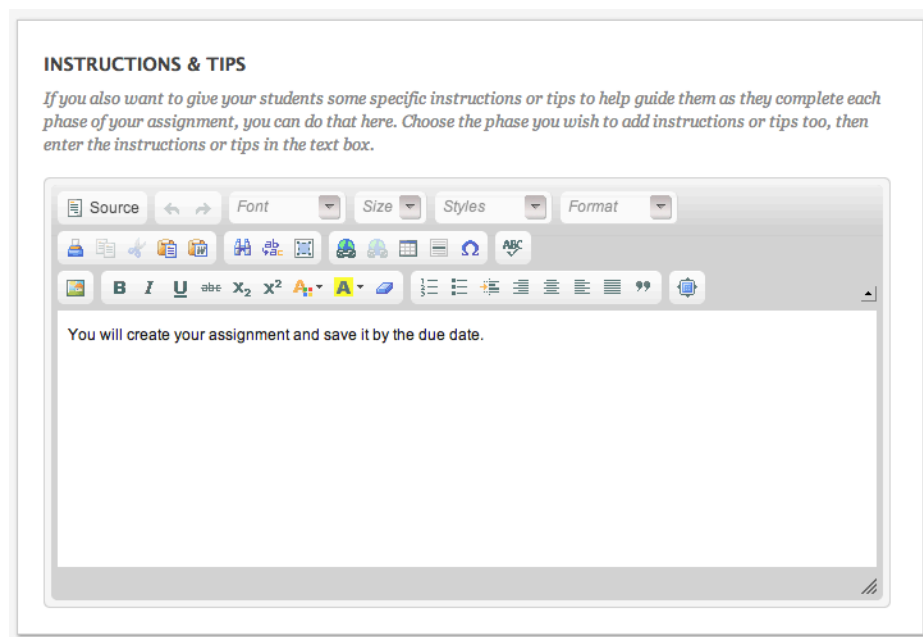 INSTRUCTIONS & TIPS
If you also want to give your students some specific instructions or tips to help guide them as they complete each
phase of your assignment, you can do that here. Choose the phase you wish to add instructions or tips too, then
enter the instructions or tips in the text box.
Source Font Size Styles Format
ABC
B I U abc X₂ X² A A
You will create your assignment and save it by the due date.